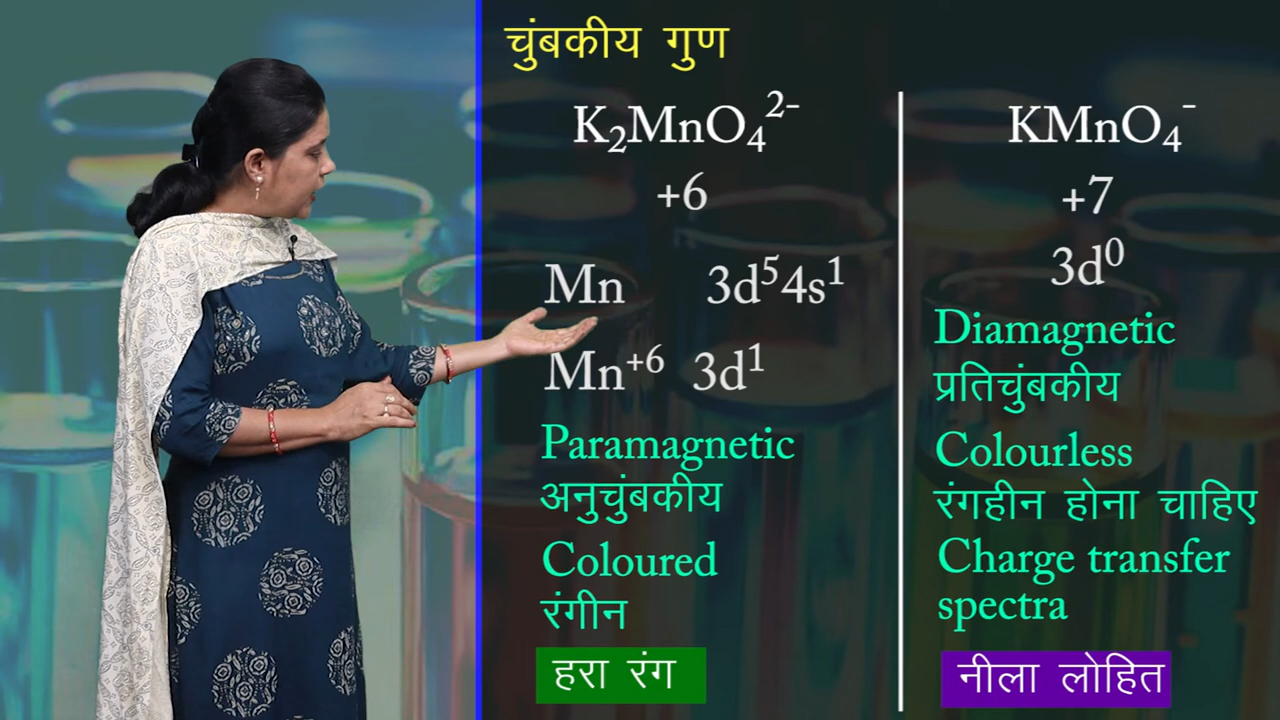 चुंबकीय गुण
K₂MnO₄²⁻
+6
Mn 3d⁵4s¹
Mn⁺⁶ 3d¹
Paramagnetic
अनुचुंबकीय
Coloured
रंगीन
हरा रंग
KMnO₄⁻
+7
3d⁰
Diamagnetic
प्रतिचुंबकीय
Colourless
रंगहीन होना चाहिए
Charge transfer
spectra
नीला लोहित